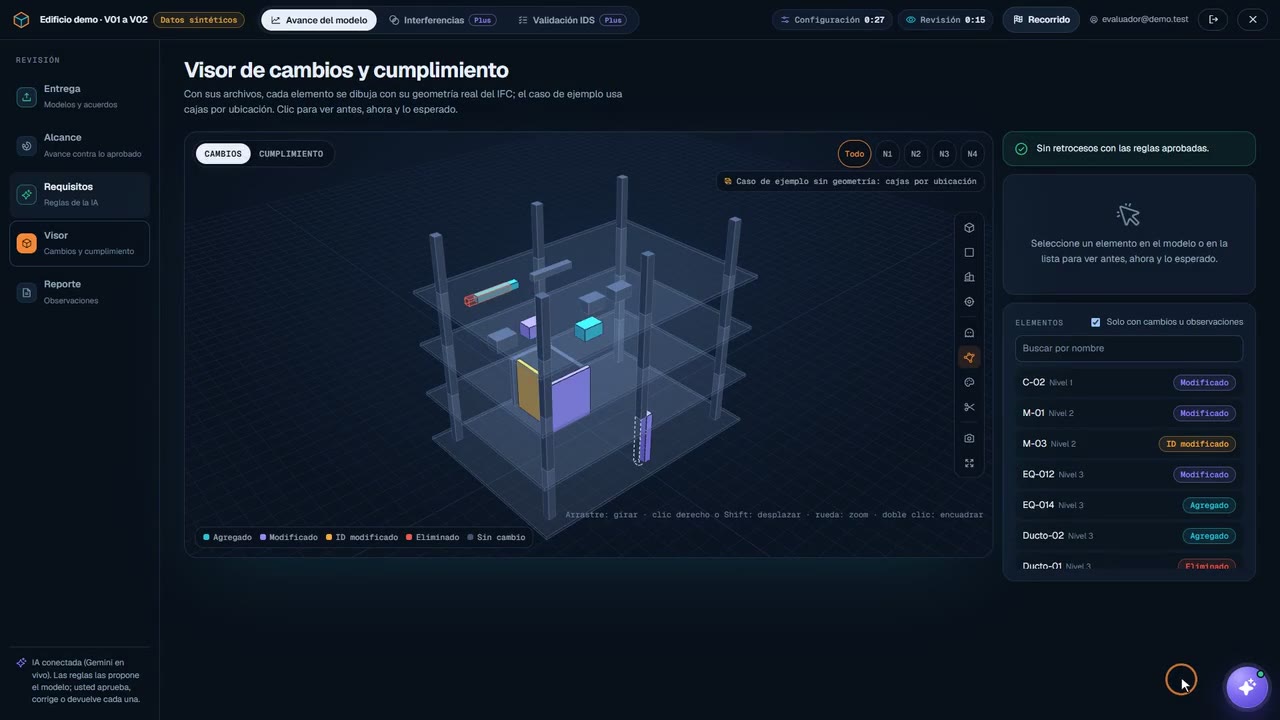 Edificio demo · V01 a V02
Datos sintéticos
Avance del modelo
Interferencias Plus
Validación IDS Plus
Configuración 0:27
Revisión 0:15
Recorrido
evaluador@demo.test
REVISIÓN
Entrega
Modelos y acuerdos
Alcance
Avance contra lo aprobado
Requisitos
Reglas de la IA
Visor
Cambios y cumplimiento
Reporte
Observaciones
IA conectada (Gemini en
vivo). Las reglas las propone
el modelo; usted aprueba,
corrige o devuelve cada una.
Visor de cambios y cumplimiento
Con sus archivos, cada elemento se dibuja con su geometría real del IFC; el caso de ejemplo usa
cajas por ubicación. Clic para ver antes, ahora y lo esperado.
CAMBIOS
CUMPLIMIENTO
Todo
N1
N2
N3
N4
Caso de ejemplo sin geometría: cajas por ubicación
Arrastre: girar · clic derecho o Shift: desplazar · rueda: zoom · doble clic: encuadrar
Agregado
Modificado
ID modificado
Eliminado
Sin cambio
Sin retrocesos con las reglas aprobadas.
Seleccione un elemento en el modelo o en la
lista para ver antes, ahora y lo esperado.
ELEMENTOS
Solo con cambios u observaciones
Buscar por nombre
C-02 Nivel 1 Modificado
M-01 Nivel 2 Modificado
M-03 Nivel 2 ID modificado
EQ-012 Nivel 3 Modificado
EQ-014 Nivel 3 Agregado
Ducto-02 Nivel 3 Agregado
Ducto-01 Nivel 3 Eliminado